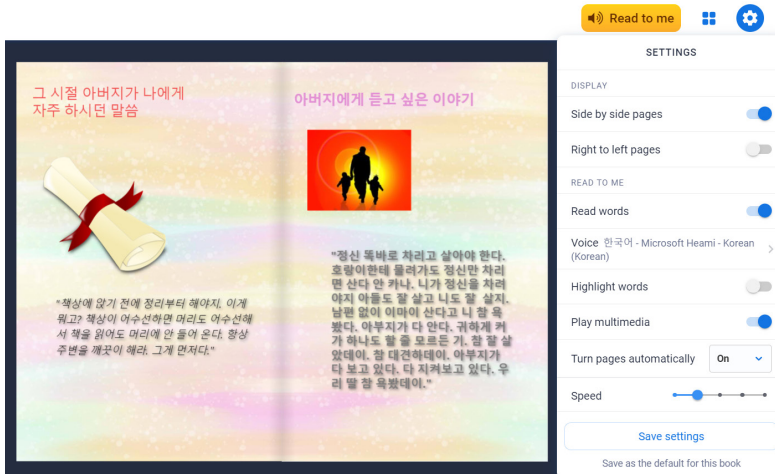 Read to me
그 시절 아버지가 나에게
자주 하시던 말씀
"책상에 앉기 전에 정리부터 해야지. 이게
뭐고? 책상이 어수선하면 머리도 어수선해
서 책을 읽어도 머리에 안 들어 온다. 항상
주변을 깨끗이 해라. 그게 먼저다."
아버지에게 듣고 싶은 이야기
"정신 똑바로 차리고 살아야 한다.
호랑이한테 물려가도 정신만 차리
면 산다 안 카나. 니가 정신을 차려
야지 아들도 잘 살고 니도 잘 살지.
남편 없이 이마이 산다고 니 참 욕
봤다. 아부지가 다 안다. 귀하게 커
가 하나도 할 줄 모르든 기. 참 잘 살
았데이. 참 대견하데이. 아부지가
다 보고 있다. 다 지켜보고 있다. 우
리 딸 참 욕봤데이."
SETTINGS
DISPLAY
Side by side pages
Right to left pages
READ TO ME
Read words
Voice 한국어 - Microsoft Heami - Korean
(Korean)
Highlight words
Play multimedia
Turn pages automatically On
Speed
Save settings
Save as the default for this book